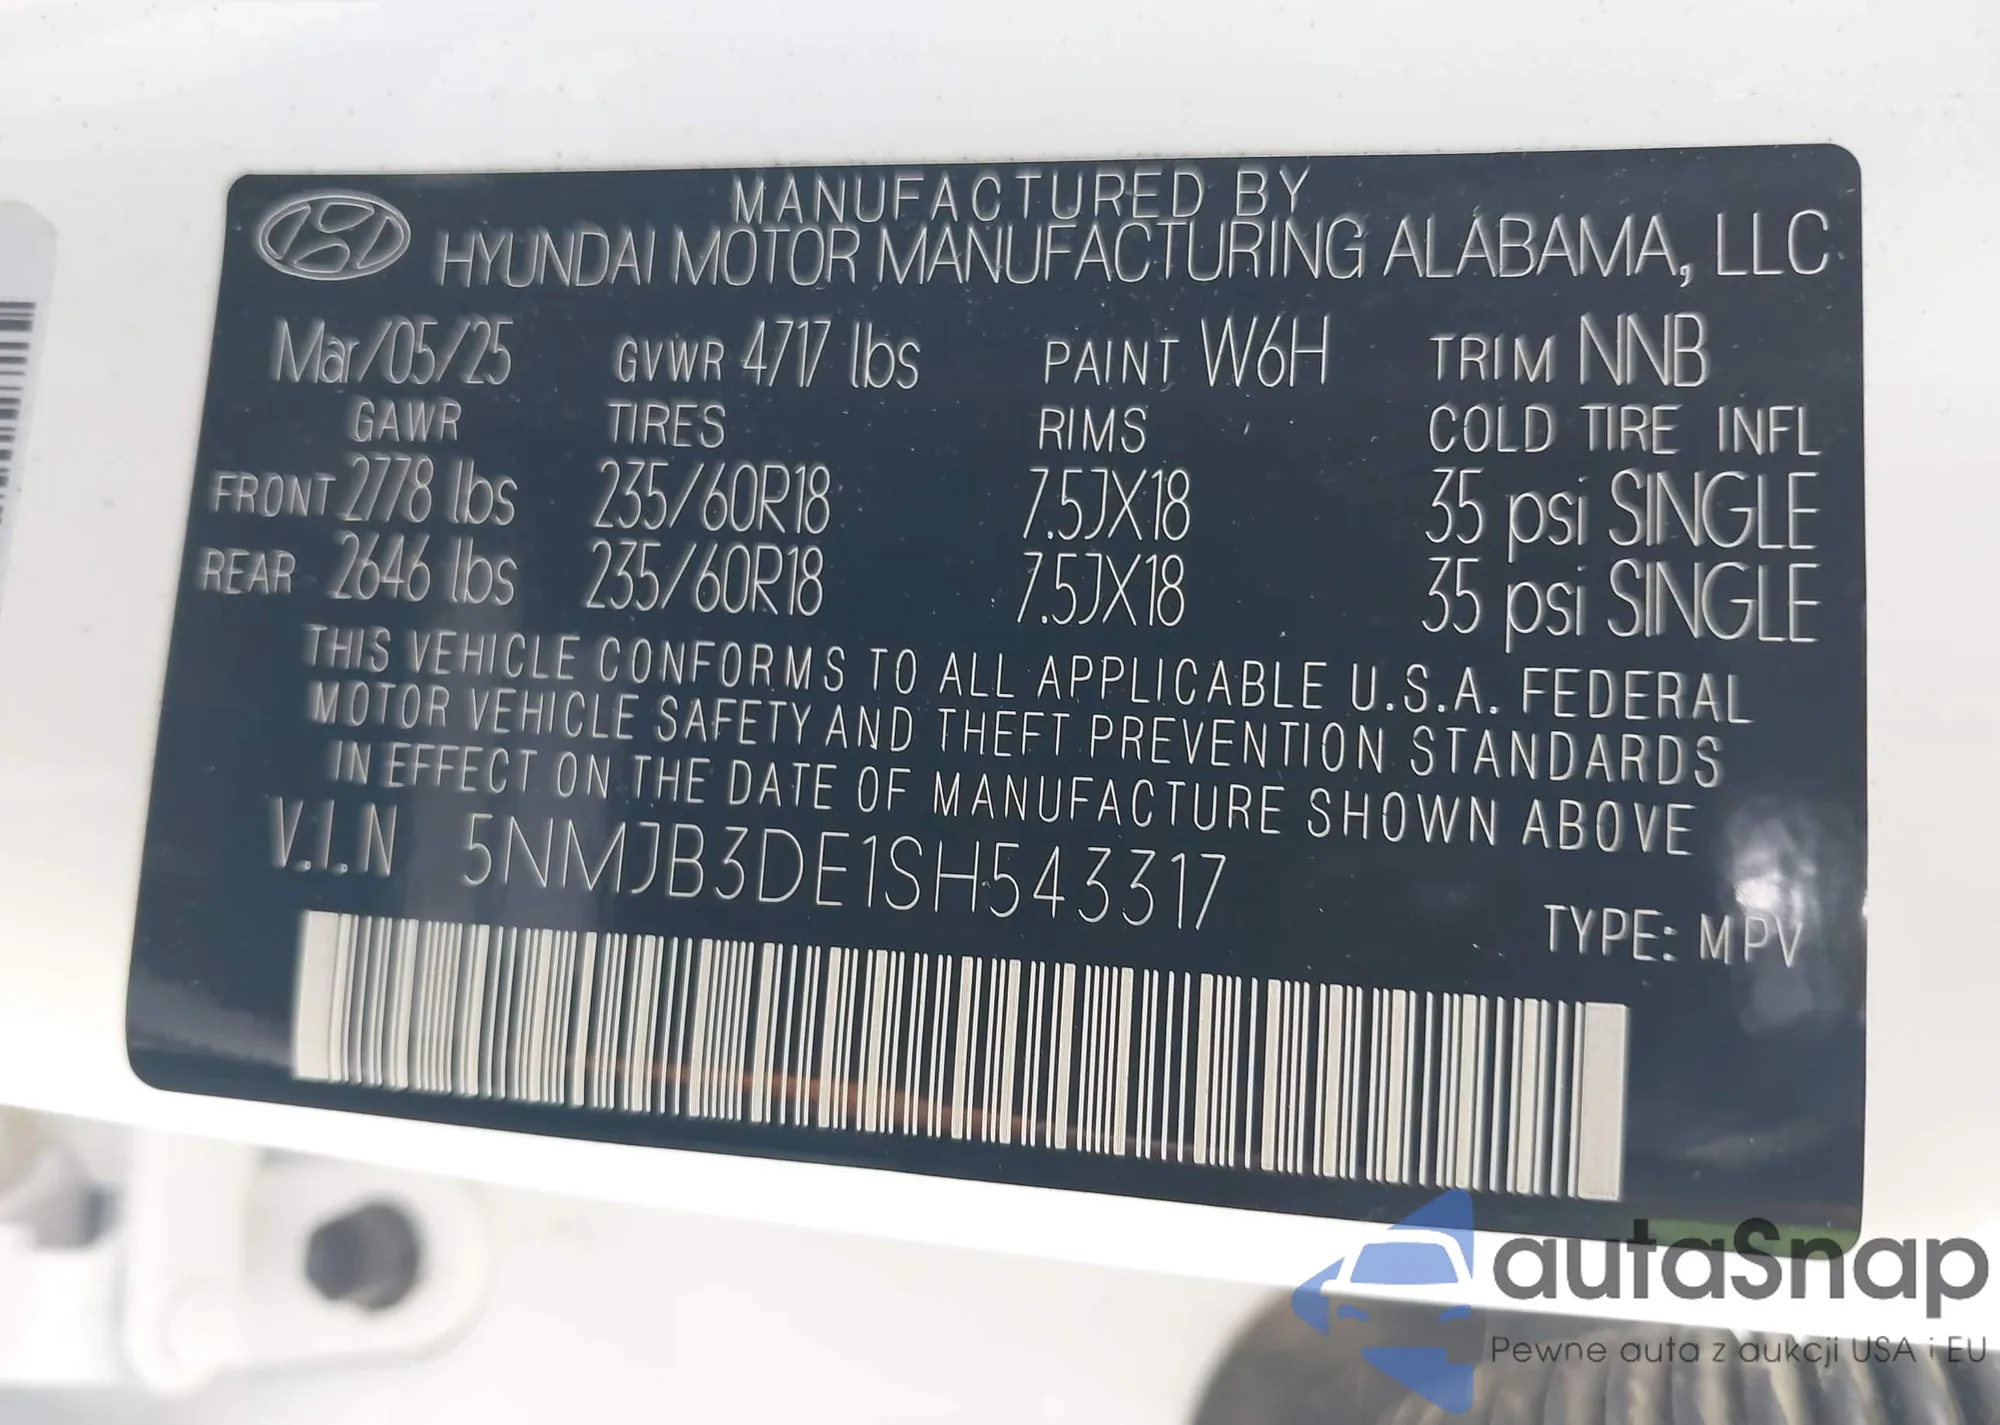 MANUFACTURED BY
HYUNDAI MOTOR MANUFACTURING ALABAMA, LLC
Mar/05/25 GVWR 4717 lbs PAINT W6H TRIM NNB
GAWR TIRES RIMS COLD TIRE INFL
FRONT 2778 lbs 235/60R18 7.5JX18 35 psi SINGLE
REAR 2646 lbs 235/60R18 7.5JX18 35 psi SINGLE
THIS VEHICLE CONFORMS TO ALL APPLICABLE U.S.A. FEDERAL
MOTOR VEHICLE SAFETY AND THEFT PREVENTION STANDARDS
IN EFFECT ON THE DATE OF MANUFACTURE SHOWN ABOVE
V.I.N 5NMJB3DE1SH543317
TYPE: MPV
autaSnap
Pewne auta z aukcji USA i EU